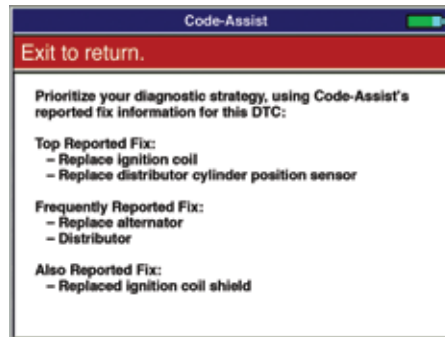 Code-Assist
Exit to return.
Prioritize your diagnostic strategy, using Code-Assist's
reported fix information for this DTC:
Top Reported Fix:
– Replace ignition coil
– Replace distributor cylinder position sensor
Frequently Reported Fix:
– Replace alternator
– Distributor
Also Reported Fix:
– Replaced ignition coil shield